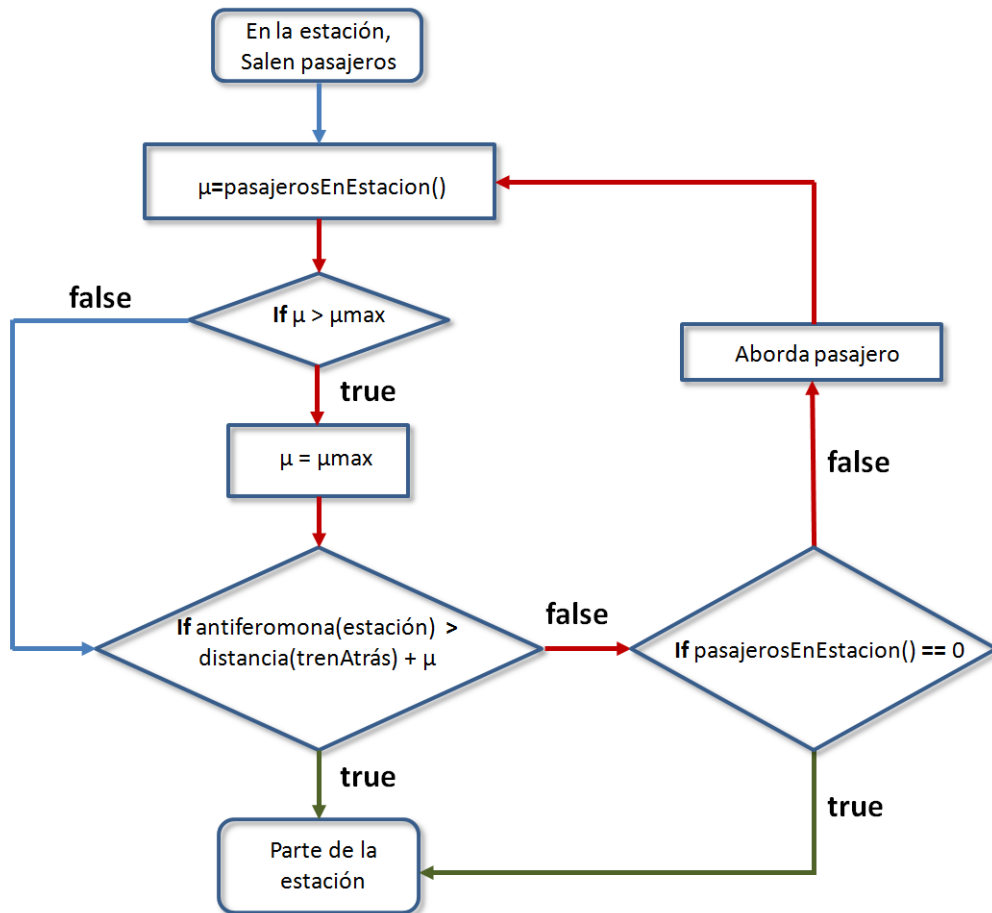 En la estación,
Salen pasajeros
µ=pasajerosEnEstacion()
false
If µ > µmax
true
Aborda pasajero
µ = µmax
false
If antiferomona(estación) >
distancia(trenAtrás) + µ
false
If pasajerosEnEstacion() == 0
true
true
Parte de la
estación